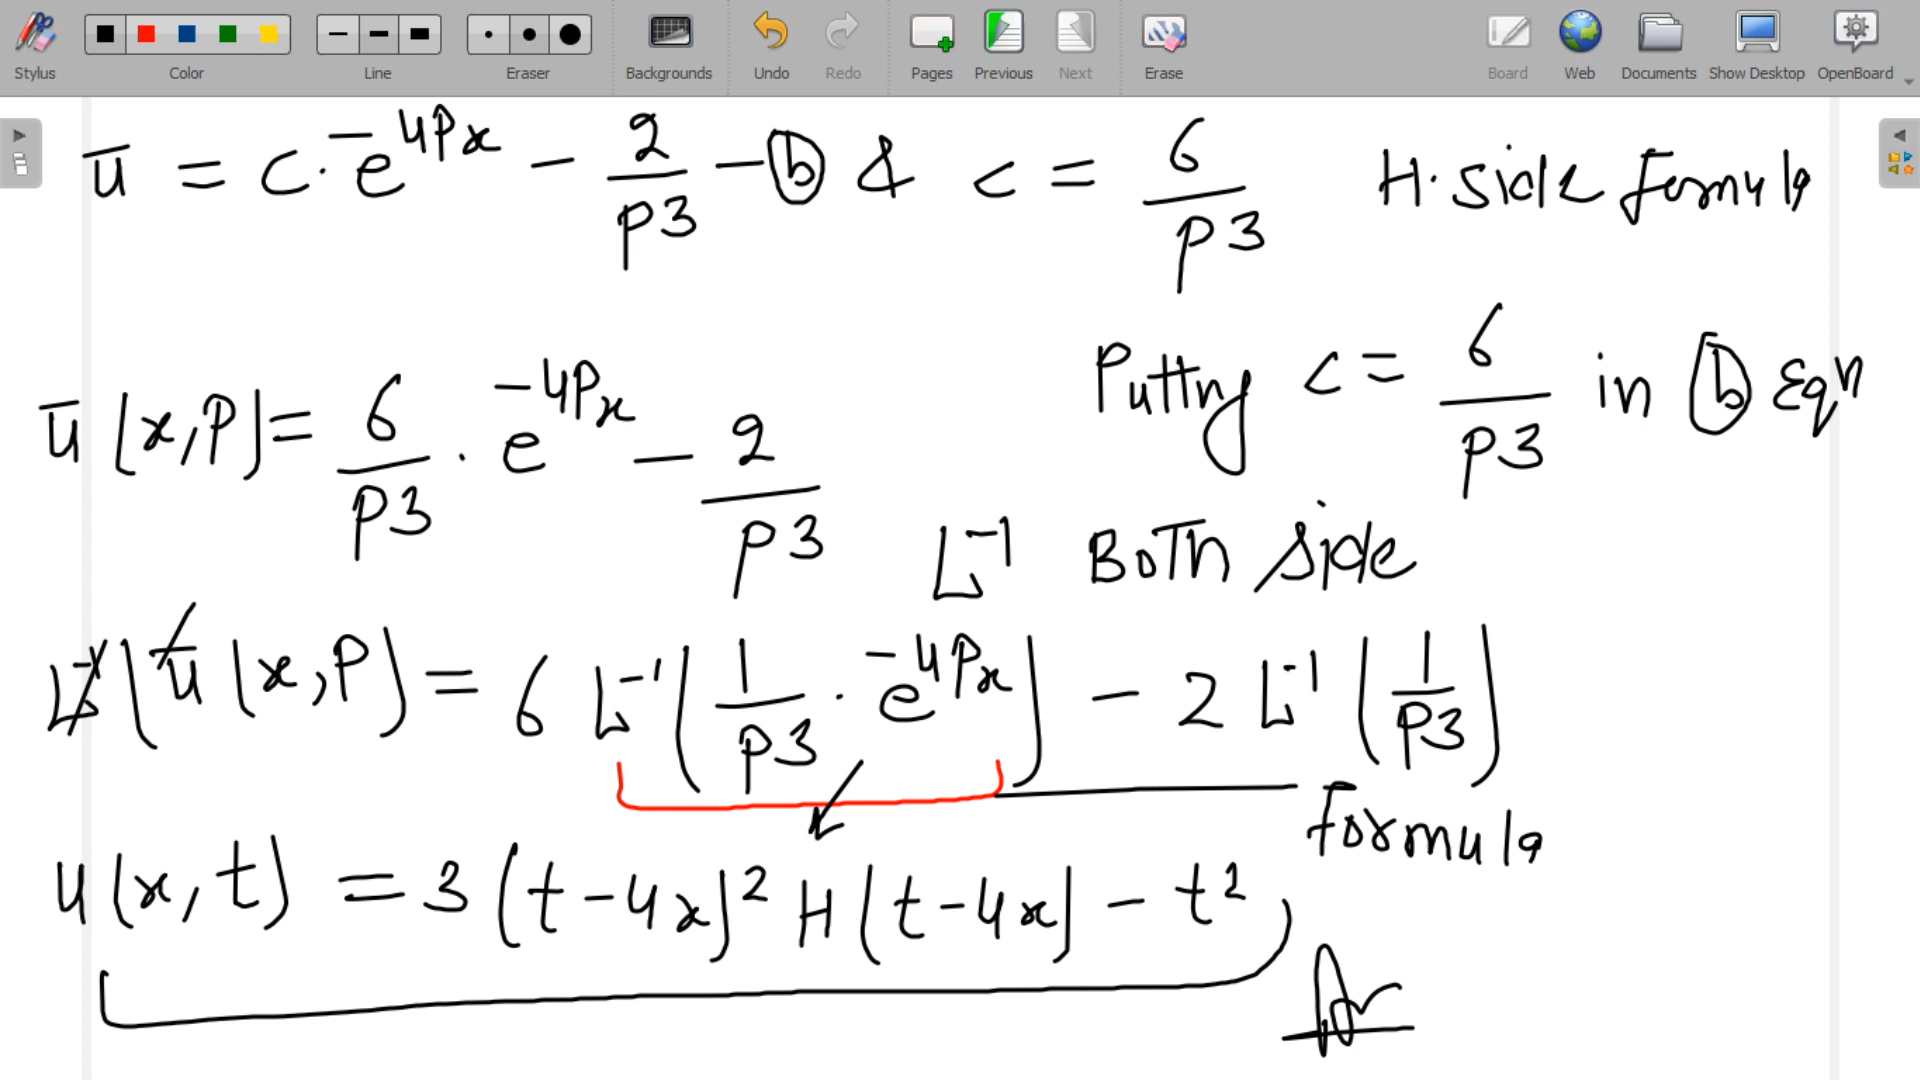 Stylus Color Line Eraser Backgrounds Undo Redo Pages Previous Next Erase Board Web Documents Show Desktop OpenBoard
ū = c · e^{-4Px} - 2/p3 - ⓑ & c = 6/p3 H·side formula
Putting c = 6/p3 in ⓑ Eqn
ū(x,P) = 6/p3 · e^{-4Px} - 2/p3
L⁻¹ Both side
L⁻¹(ū(x,P) = 6 L⁻¹(1/p3 · e^{-4Px}) - 2 L⁻¹(1/p3)
formula
u(x,t) = 3(t-4x)² H(t-4x) - t²